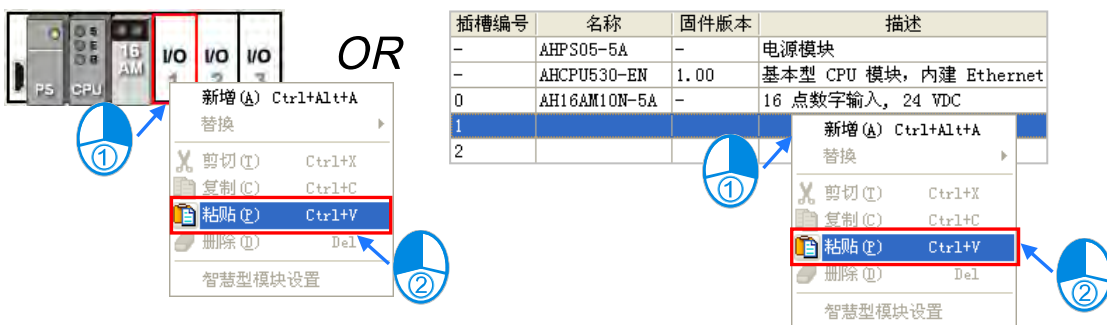 PS
CPU
16
AM
I/O
1
I/O
2
I/O
3
新增(A) Ctrl+Alt+A
替换
剪切(T) Ctrl+X
复制(C) Ctrl+C
粘贴(P) Ctrl+V
删除(D) Del
智慧型模块设置
①
②
OR
插槽编号 名称 固件版本 描述
- AHPS05-5A - 电源模块
- AHCPU530-EN 1.00 基本型 CPU 模块, 内建 Ethernet
0 AH16AM10N-5A - 16 点数字输入, 24 VDC
1
2
新增(A) Ctrl+Alt+A
替换
剪切(T) Ctrl+X
复制(C) Ctrl+C
粘贴(P) Ctrl+V
删除(D) Del
智慧型模块设置
①
②